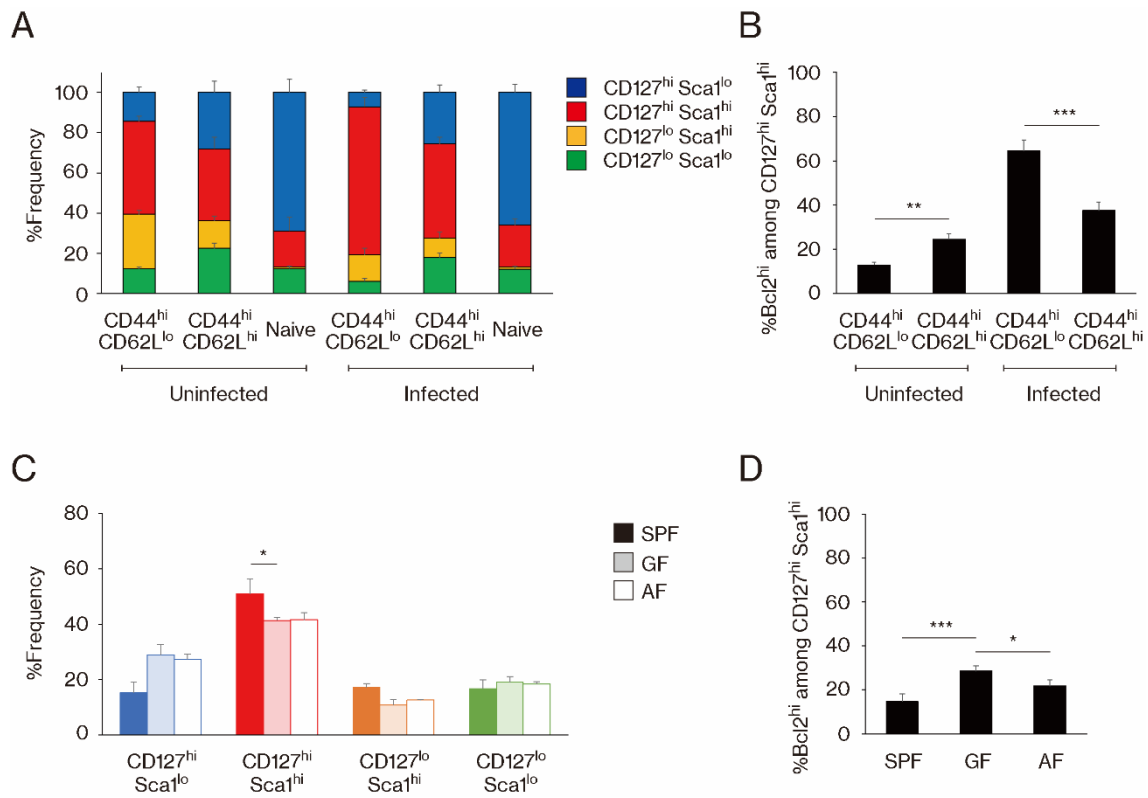 A
%Frequency
100
80
60
40
20
0
CD127hi Sca1lo
CD127hi Sca1hi
CD127lo Sca1hi
CD127lo Sca1lo
CD44hi
CD62Llo
CD44hi
CD62Lhi
Naive
CD44hi
CD62Llo
CD44hi
CD62Lhi
Naive
Uninfected
Infected
B
%Bcl2hi among CD127hi Sca1hi
100
80
60
40
20
0
**
***
CD44hi
CD62Llo
CD44hi
CD62Lhi
CD44hi
CD62Llo
CD44hi
CD62Lhi
Uninfected
Infected
C
%Frequency
80
60
40
20
0
*
SPF
GF
AF
CD127hi
Sca1lo
CD127hi
Sca1hi
CD127lo
Sca1hi
CD127lo
Sca1lo
D
%Bcl2hi among CD127hi Sca1hi
100
80
60
40
20
0
***
*
SPF
GF
AF